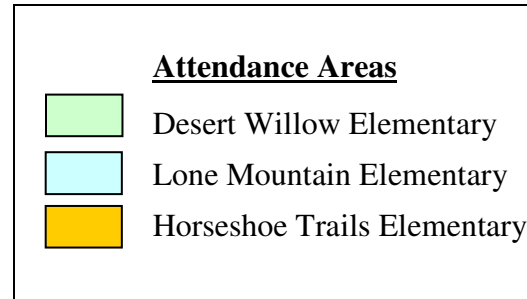 Attendance Areas
Desert Willow Elementary
Lone Mountain Elementary
Horseshoe Trails Elementary